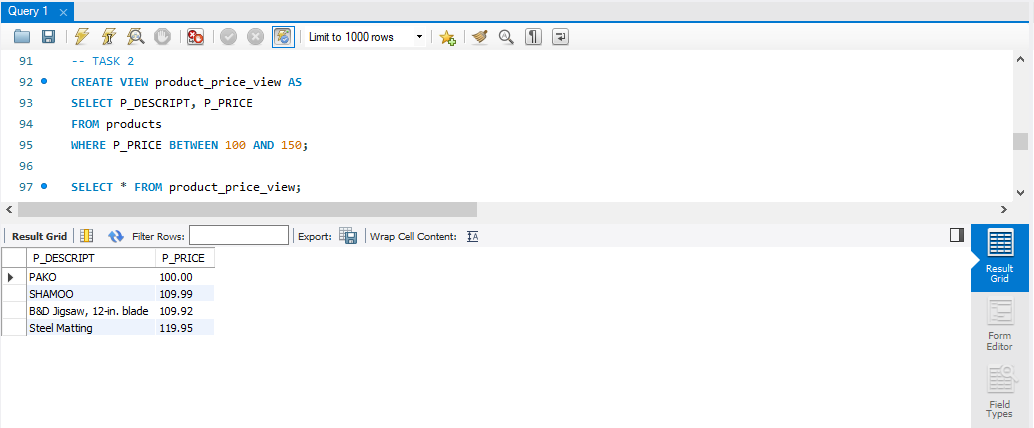 Query 1
Limit to 1000 rows
91 -- TASK 2
92 CREATE VIEW product_price_view AS
93 SELECT P_DESCRIPT, P_PRICE
94 FROM products
95 WHERE P_PRICE BETWEEN 100 AND 150;
96
97 SELECT * FROM product_price_view;
Result Grid Filter Rows: Export: Wrap Cell Content:
P_DESCRIPT P_PRICE
PAKO 100.00
SHAMOO 109.99
B&D Jigsaw, 12-in. blade 109.92
Steel Matting 119.95
Result
Grid
Form
Editor
Field
Types